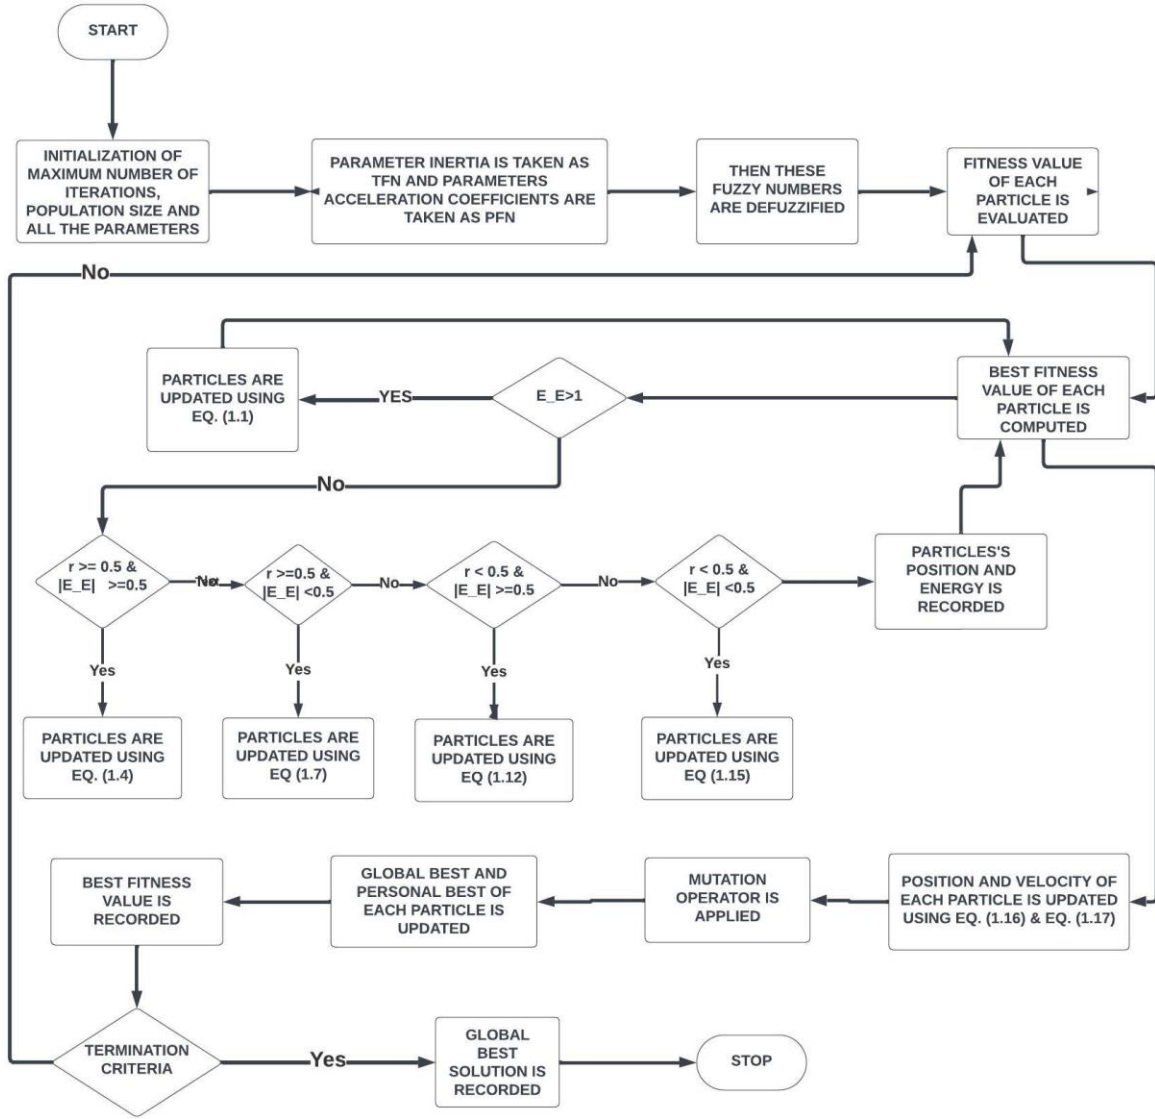 START
INITIALIZATION OF
MAXIMUM NUMBER OF
ITERATIONS,
POPULATION SIZE AND
ALL THE PARAMETERS
PARAMETER INERTIA IS TAKEN AS
TFN AND PARAMETERS
ACCELERATION COEFFICIENTS ARE
TAKEN AS PFN
THEN THESE
FUZZY NUMBERS
ARE DEFUZZIFIED
FITNESS VALUE
OF EACH
PARTICLE IS
EVALUATED
No
PARTICLES ARE
UPDATED USING
EQ. (1.1)
YES
E_E>1
BEST FITNESS
VALUE OF EACH
PARTICLE IS
COMPUTED
No
r >= 0.5 &
|E_E| >=0.5
No
r >=0.5 &
|E_E| <0.5
No
r < 0.5 &
|E_E| >=0.5
No
r < 0.5 &
|E_E| <0.5
PARTICLES'S
POSITION AND
ENERGY IS
RECORDED
Yes
Yes
Yes
Yes
PARTICLES ARE
UPDATED USING
EQ. (1.4)
PARTICLES ARE
UPDATED USING
EQ (1.7)
PARTICLES ARE
UPDATED USING
EQ (1.12)
PARTICLES ARE
UPDATED USING
EQ (1.15)
BEST FITNESS
VALUE IS
RECORDED
GLOBAL BEST AND
PERSONAL BEST OF
EACH PARTICLE IS
UPDATED
MUTATION
OPERATOR IS
APPLIED
POSITION AND VELOCITY OF
EACH PARTICLE IS UPDATED
USING EQ. (1.16) & EQ. (1.17)
TERMINATION
CRITERIA
Yes
GLOBAL
BEST
SOLUTION IS
RECORDED
STOP